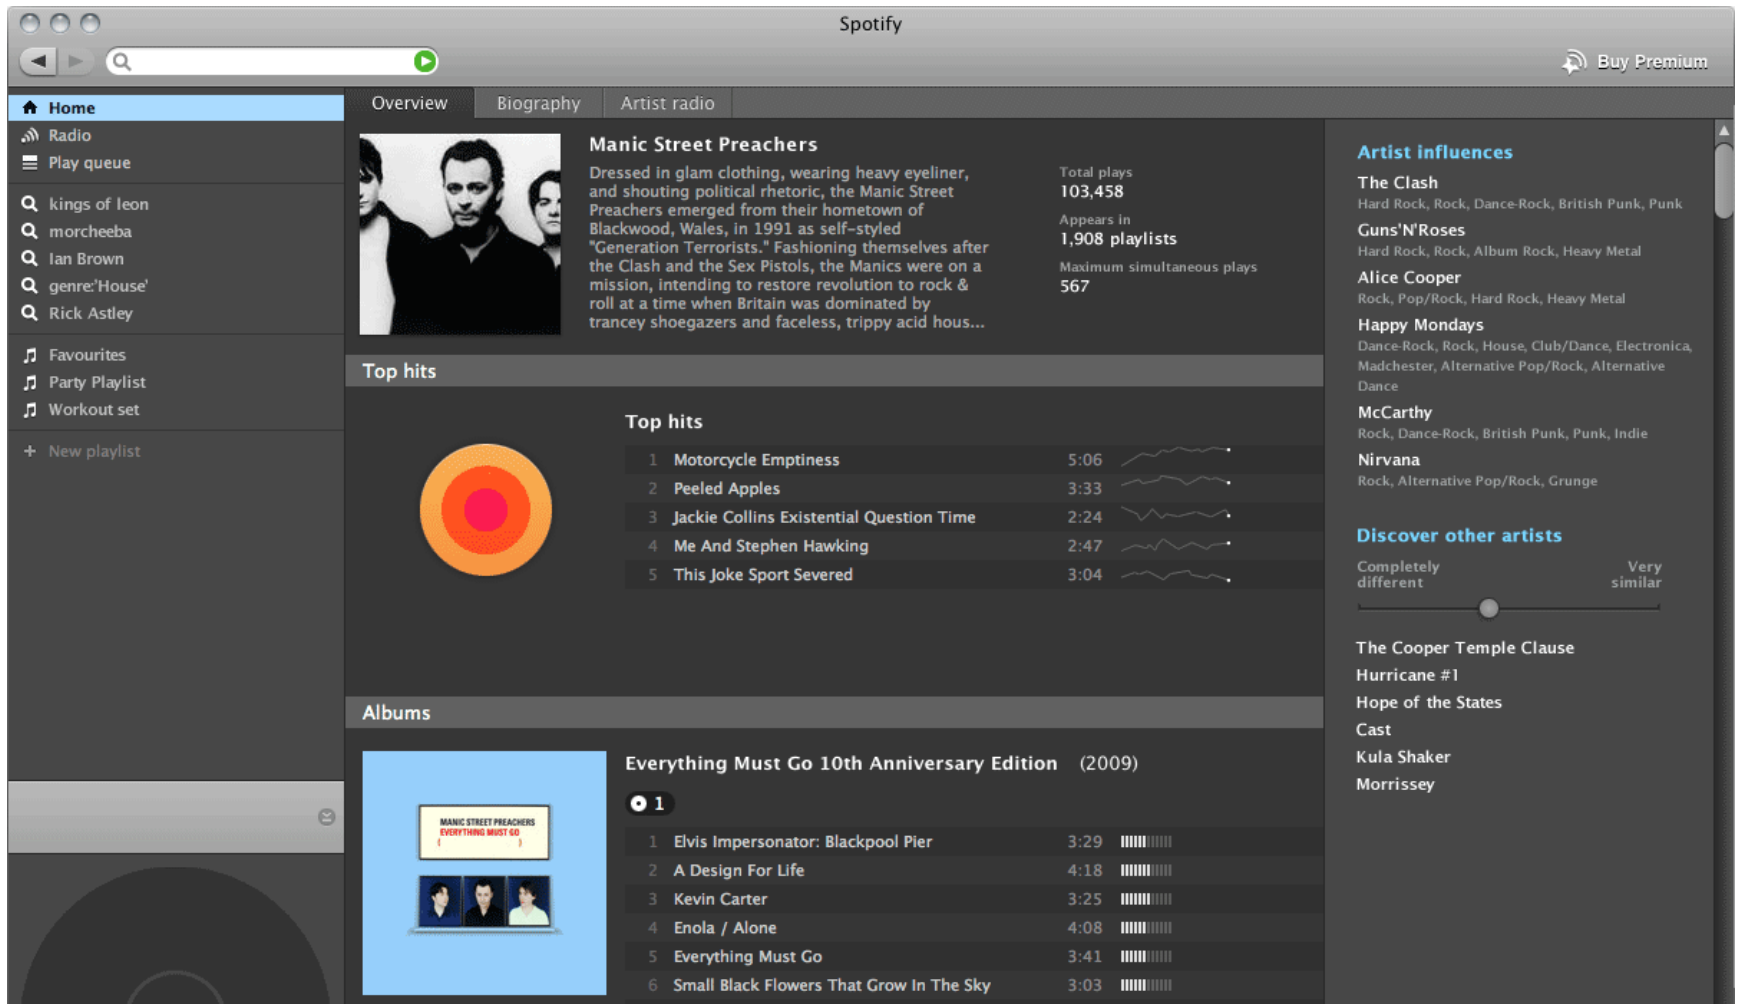 Spotify
Buy Premium
Home
Radio
Play queue
kings of leon
morcheeba
Ian Brown
genre:'House'
Rick Astley
Favourites
Party Playlist
Workout set
+ New playlist
Overview
Biography
Artist radio
Manic Street Preachers
Dressed in glam clothing, wearing heavy eyeliner,
and shouting political rhetoric, the Manic Street
Preachers emerged from their hometown of
Blackwood, Wales, in 1991 as self-styled
"Generation Terrorists." Fashioning themselves after
the Clash and the Sex Pistols, the Manics were on a
mission, intending to restore revolution to rock &
roll at a time when Britain was dominated by
trancey shoegazers and faceless, trippy acid hous...
Total plays
103,458
Appears in
1,908 playlists
Maximum simultaneous plays
567
Top hits
Top hits
1 Motorcycle Emptiness 5:06
2 Peeled Apples 3:33
3 Jackie Collins Existential Question Time 2:24
4 Me And Stephen Hawking 2:47
5 This Joke Sport Severed 3:04
Albums
MANIC STREET PREACHERS
EVERYTHING MUST GO
( )
Everything Must Go 10th Anniversary Edition (2009)
1
1 Elvis Impersonator: Blackpool Pier 3:29
2 A Design For Life 4:18
3 Kevin Carter 3:25
4 Enola / Alone 4:08
5 Everything Must Go 3:41
6 Small Black Flowers That Grow In The Sky 3:03
Artist influences
The Clash
Hard Rock, Rock, Dance-Rock, British Punk, Punk
Guns'N'Roses
Hard Rock, Rock, Album Rock, Heavy Metal
Alice Cooper
Rock, Pop/Rock, Hard Rock, Heavy Metal
Happy Mondays
Dance-Rock, Rock, House, Club/Dance, Electronica,
Madchester, Alternative Pop/Rock, Alternative
Dance
McCarthy
Rock, Dance-Rock, British Punk, Punk, Indie
Nirvana
Rock, Alternative Pop/Rock, Grunge
Discover other artists
Completely different
Very similar
The Cooper Temple Clause
Hurricane #1
Hope of the States
Cast
Kula Shaker
Morrissey